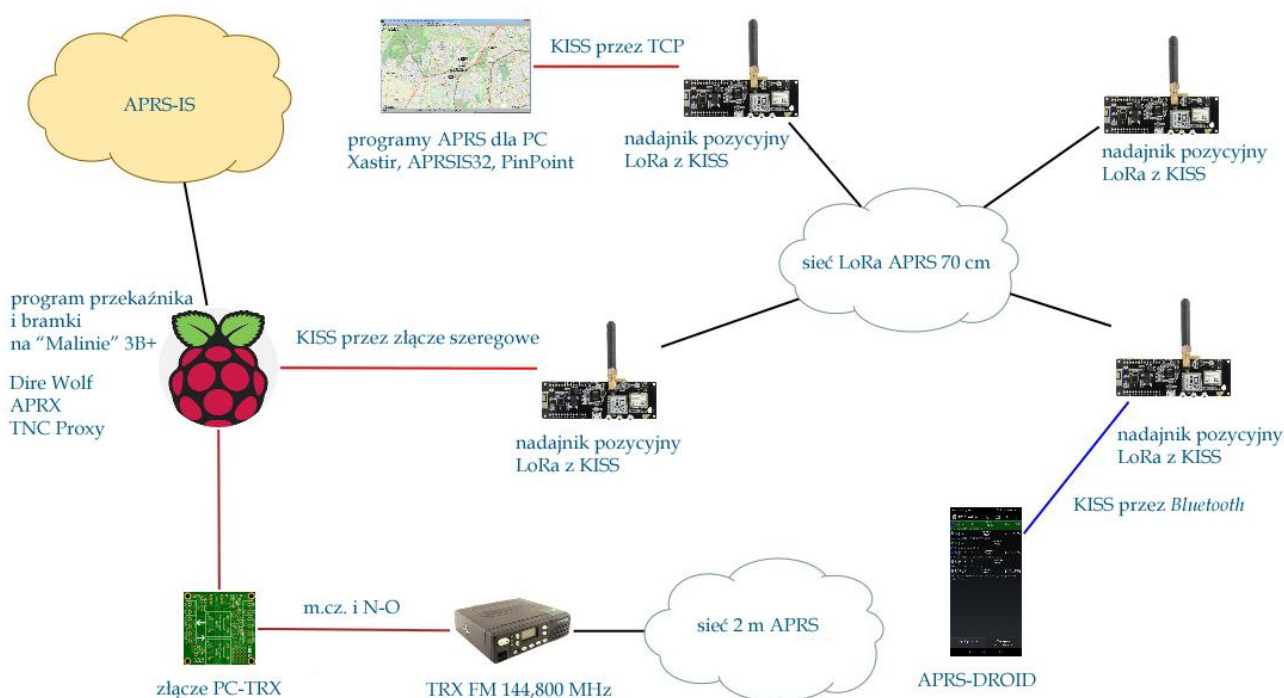 APRS-IS
KISS przez TCP
programy APRS dla PC
Xastir, APRSIS32, PinPoint
nadajnik pozycyjny
LoRa z KISS
nadajnik pozycyjny
LoRa z KISS
sieć LoRa APRS 70 cm
program przekaźnika
i bramki
na “Malinie” 3B+
Dire Wolf
APRX
TNC Proxy
KISS przez złącze szeregowe
nadajnik pozycyjny
LoRa z KISS
nadajnik pozycyjny
LoRa z KISS
KISS przez Bluetooth
m.cz. i N-O
sieć 2 m APRS
złącze PC-TRX
TRX FM 144,800 MHz
APRS-DROID